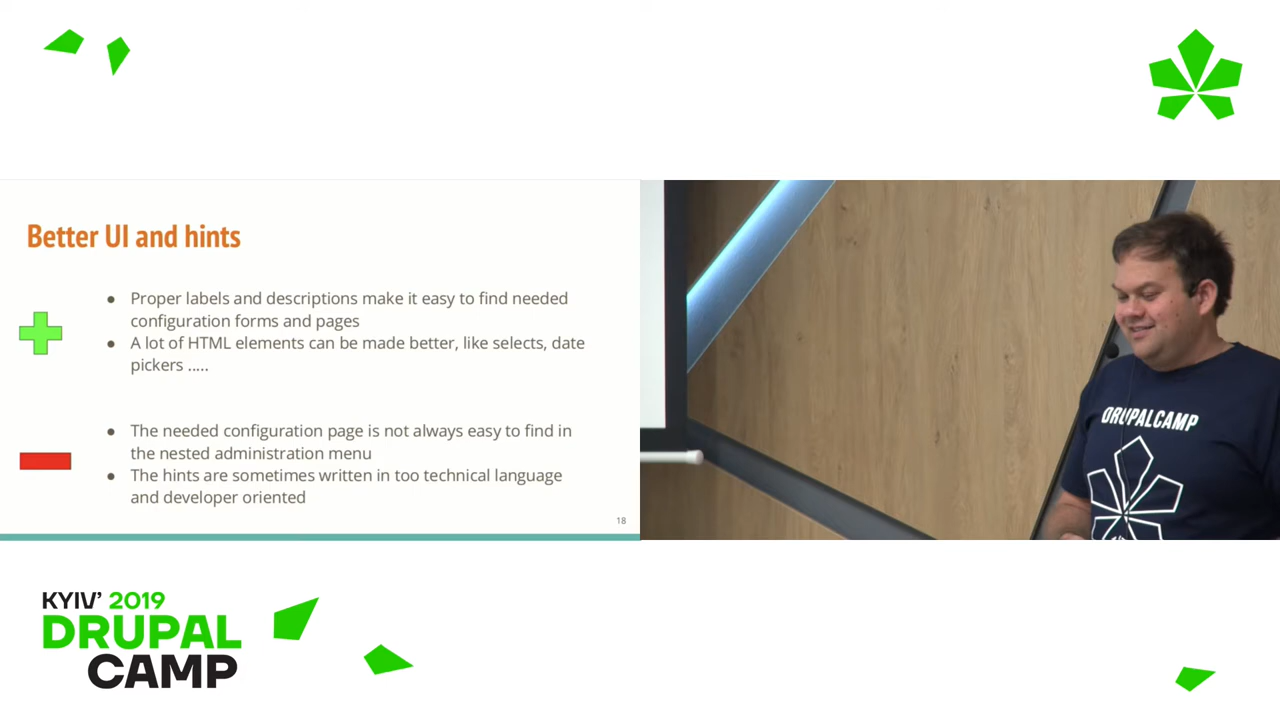 Better UI and hints
● Proper labels and descriptions make it easy to find needed
configuration forms and pages
● A lot of HTML elements can be made better, like selects, date
pickers .....
● The needed configuration page is not always easy to find in
the nested administration menu
● The hints are sometimes written in too technical language
and developer oriented
18
DRUPALCAMP
KYIV' 2019
DRUPAL
CAMP